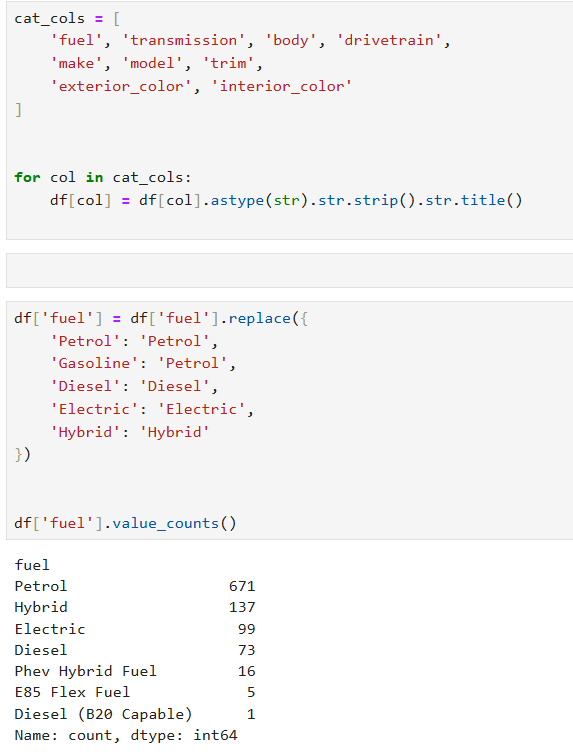 cat_cols = [
    'fuel', 'transmission', 'body', 'drivetrain',
    'make', 'model', 'trim',
    'exterior_color', 'interior_color'
]
for col in cat_cols:
    df[col] = df[col].astype(str).str.strip().str.title()
df['fuel'] = df['fuel'].replace({
    'Petrol': 'Petrol',
    'Gasoline': 'Petrol',
    'Diesel': 'Diesel',
    'Electric': 'Electric',
    'Hybrid': 'Hybrid'
})
df['fuel'].value_counts()
fuel
Petrol                  671
Hybrid                  137
Electric                 99
Diesel                   73
Phev Hybrid Fuel         16
E85 Flex Fuel             5
Diesel (B20 Capable)      1
Name: count, dtype: int64